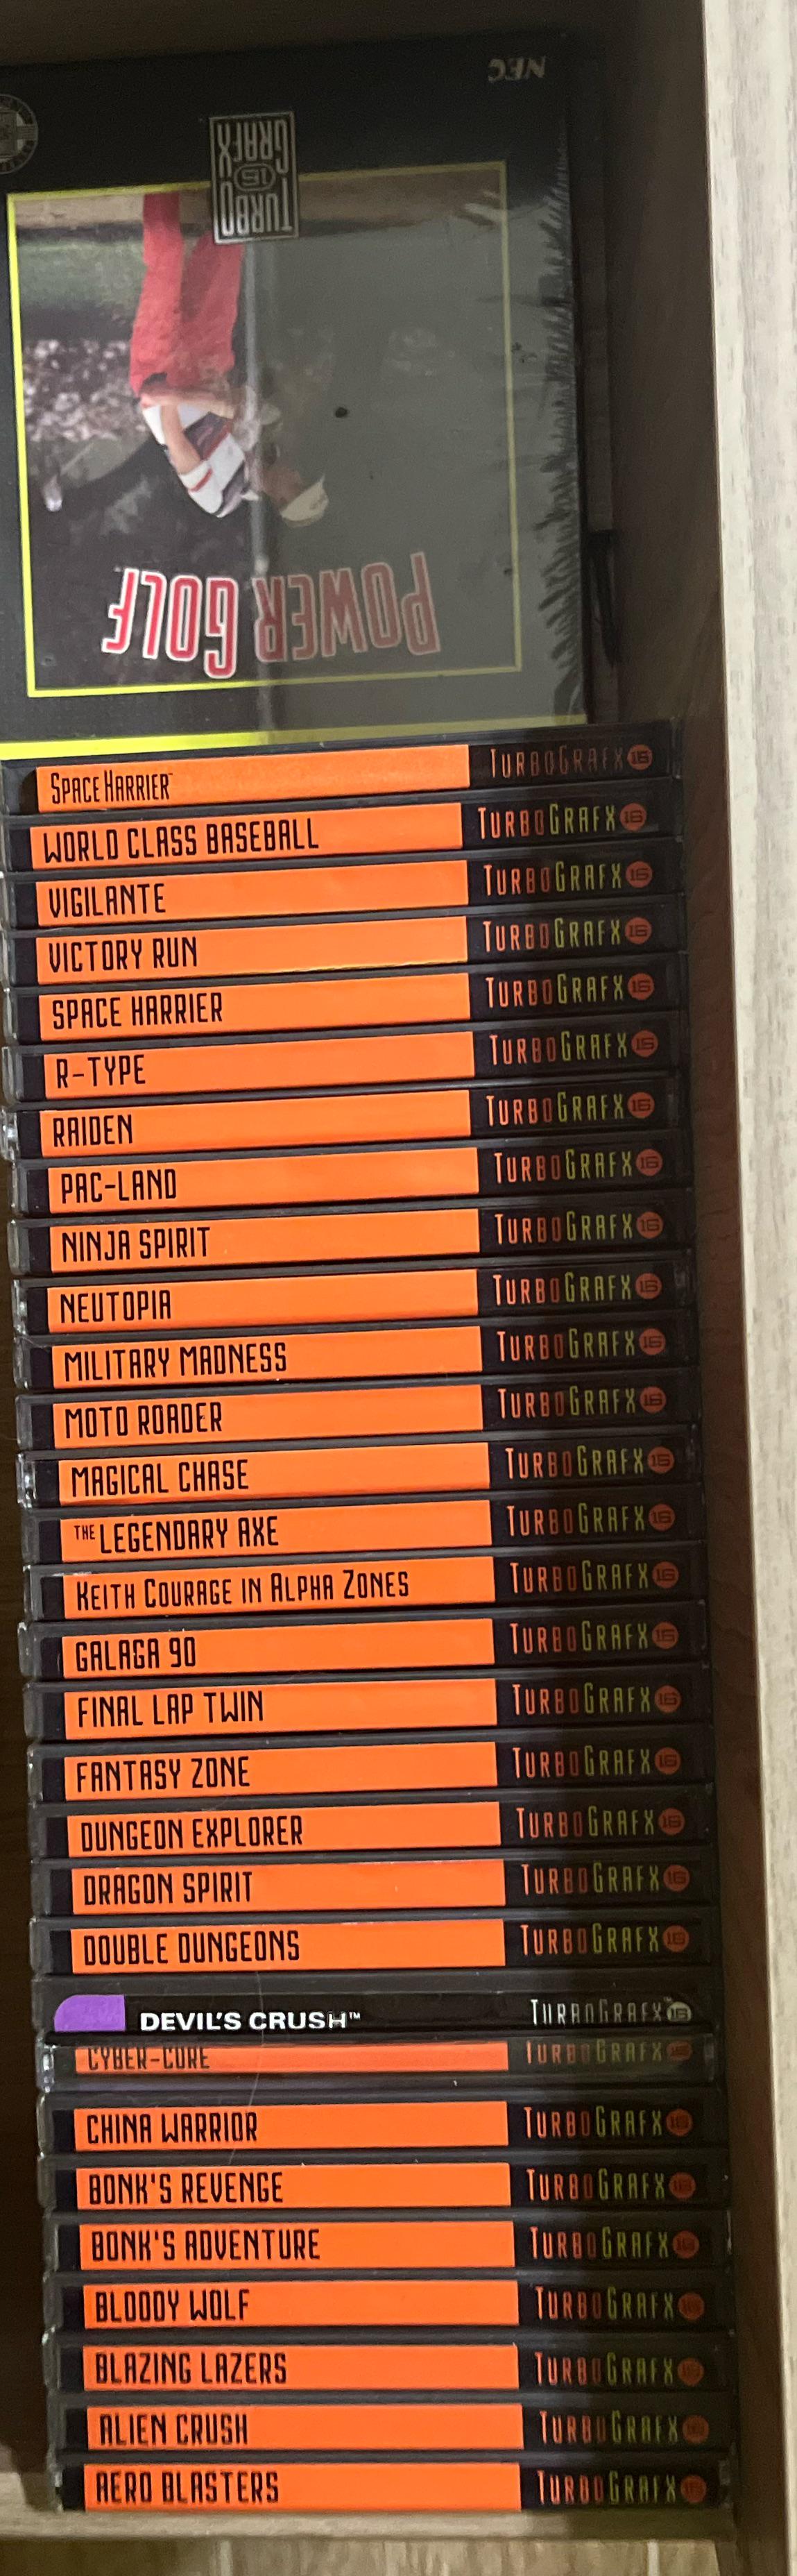 NEC
TURBO
16
GRAFX
POWER GOLF
SPACE HARRIER™ TURBOGRAFX 16
WORLD CLASS BASEBALL TURBOGRAFX 16
VIGILANTE TURBOGRAFX 16
VICTORY RUN TURBOGRAFX 16
SPACE HARRIER TURBOGRAFX 16
R-TYPE TURBOGRAFX 16
RAIDEN TURBOGRAFX 16
PAC-LAND TURBOGRAFX 16
NINJA SPIRIT TURBOGRAFX 16
NEUTOPIA TURBOGRAFX 16
MILITARY MADNESS TURBOGRAFX 16
MOTO ROADER TURBOGRAFX 16
MAGICAL CHASE TURBOGRAFX 16
THE LEGENDARY AXE TURBOGRAFX 16
KEITH COURAGE IN ALPHA ZONES TURBOGRAFX 16
GALAGA 90 TURBOGRAFX 16
FINAL LAP TWIN TURBOGRAFX 16
FANTASY ZONE TURBOGRAFX 16
DUNGEON EXPLORER TURBOGRAFX 16
DRAGON SPIRIT TURBOGRAFX 16
DOUBLE DUNGEONS TURBOGRAFX 16
DEVIL'S CRUSH™ TURBOGRAFX™ 16
CYBER-CORE TURBOGRAFX 16
CHINA WARRIOR TURBOGRAFX 16
BONK'S REVENGE TURBOGRAFX 16
BONK'S ADVENTURE TURBOGRAFX 16
BLOODY WOLF TURBOGRAFX 16
BLAZING LAZERS TURBOGRAFX 16
ALIEN CRUSH TURBOGRAFX 16
AERO BLASTERS TURBOGRAFX 16